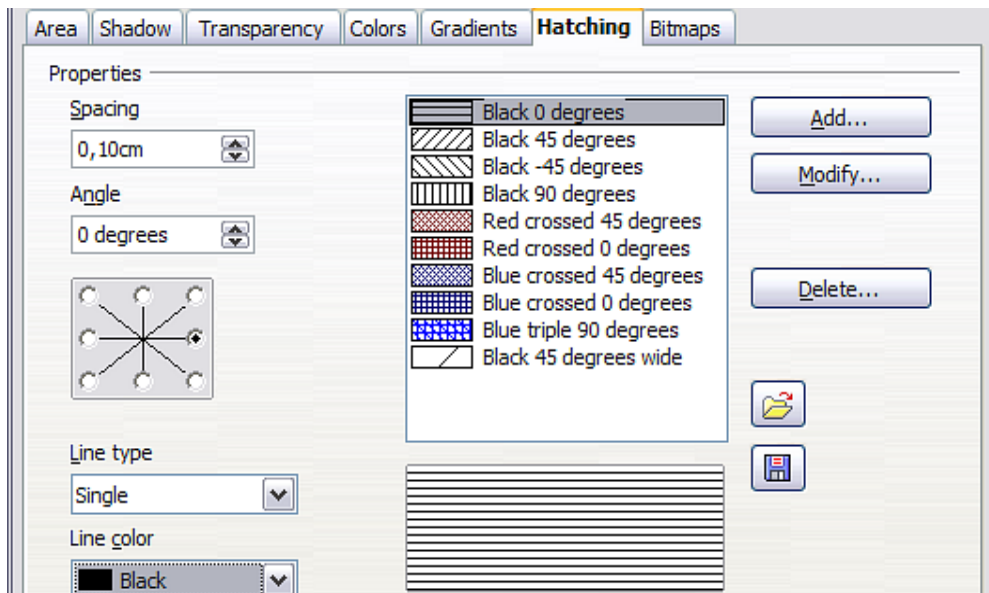 Area Shadow Transparency Colors Gradients Hatching Bitmaps
Properties
Spacing
0,10cm
Angle
0 degrees
Line type
Single
Line color
Black
Black 0 degrees
Black 45 degrees
Black -45 degrees
Black 90 degrees
Red crossed 45 degrees
Red crossed 0 degrees
Blue crossed 45 degrees
Blue crossed 0 degrees
Blue triple 90 degrees
Black 45 degrees wide
Add...
Modify...
Delete...